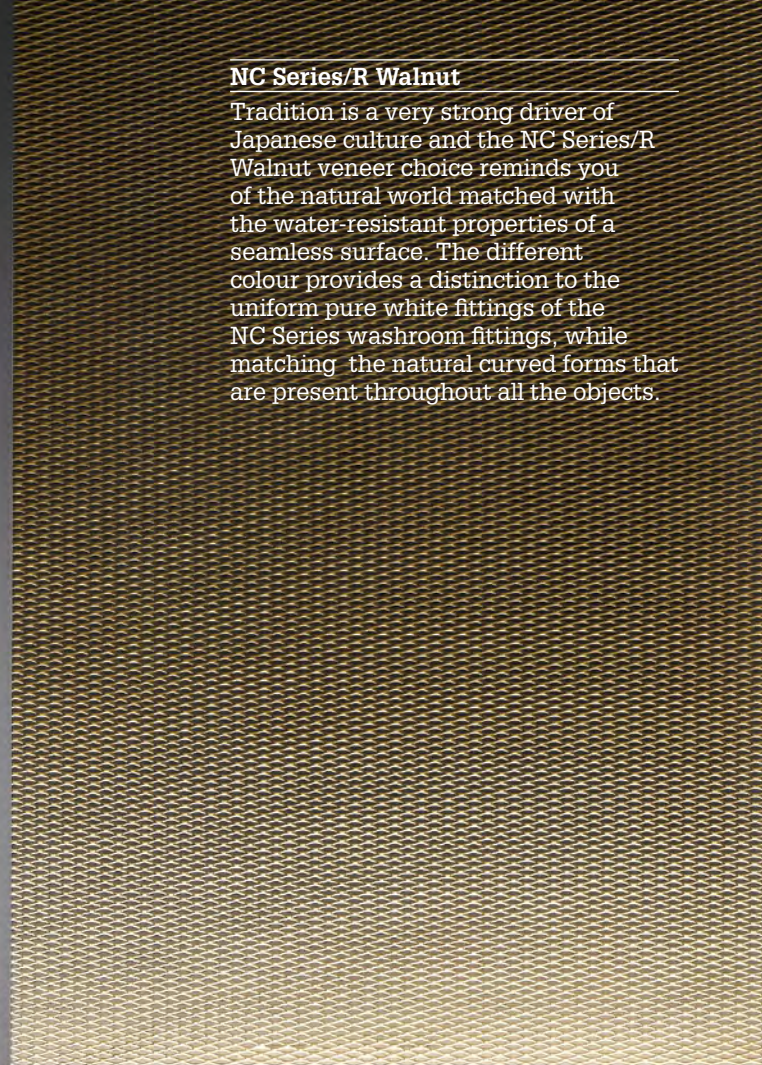 NC Series/R Walnut
Tradition is a very strong driver of
Japanese culture and the NC Series/R
Walnut veneer choice reminds you
of the natural world matched with
the water-resistant properties of a
seamless surface. The different
colour provides a distinction to the
uniform pure white fittings of the
NC Series washroom fittings, while
matching  the natural curved forms that
are present throughout all the objects.